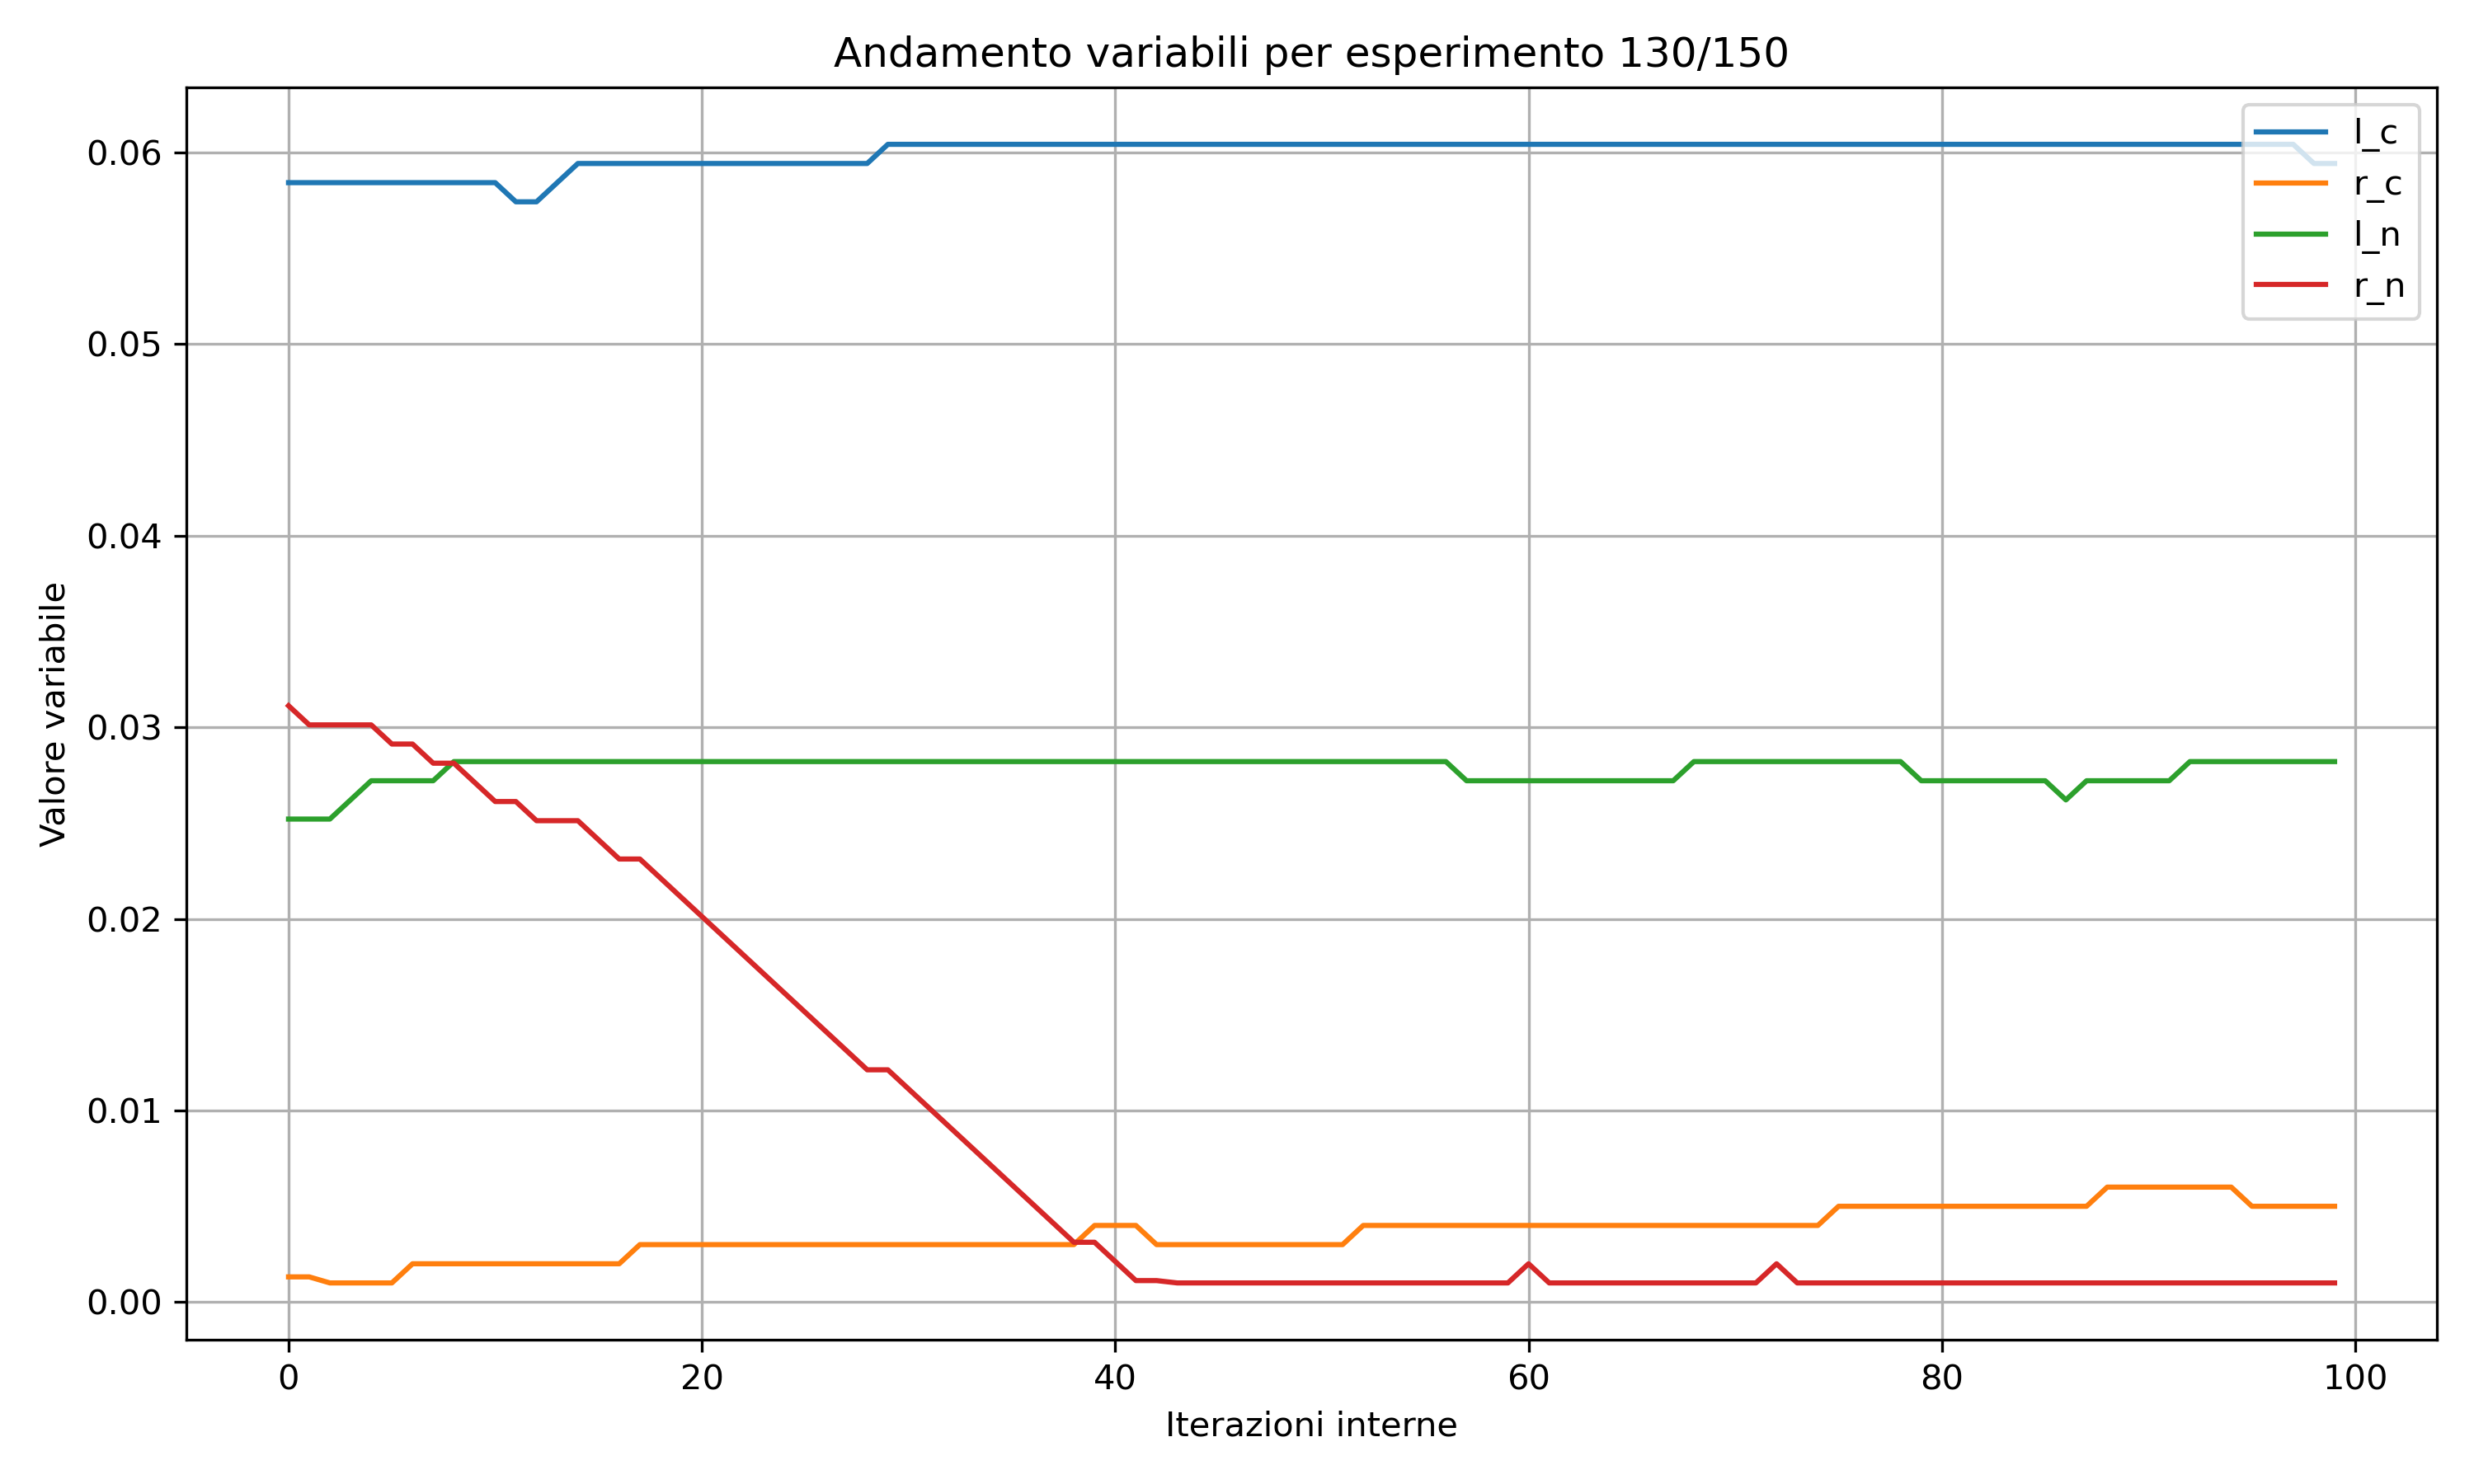 Andamento variabili per esperimento 130/150
l_c
r_c
l_n
r_n
Valore variabile
0.06
0.05
0.04
0.03
0.02
0.01
0.00
0 20 40 60 80 100
Iterazioni interne